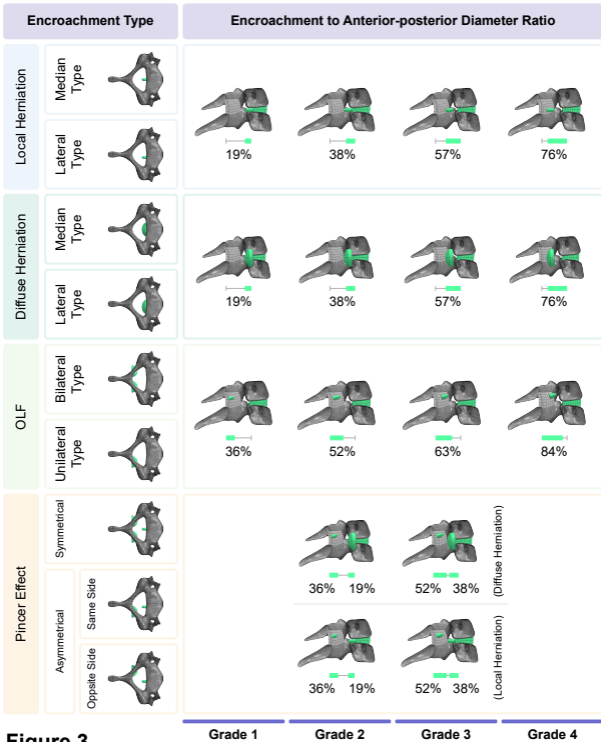 Encroachment Type
Encroachment to Anterior-posterior Diameter Ratio
Local Herniation
Median
Type
Lateral
Type
19%
38%
57%
76%
Diffuse Herniation
Median
Type
Lateral
Type
19%
38%
57%
76%
OLF
Bilateral
Type
Unilateral
Type
36%
52%
63%
84%
Pincer Effect
Symmetrical
Asymmetrical
Same Side
Oppsite Side
36% 19%
52% 38%
(Diffuse Herniation)
36% 19%
52% 38%
(Local Herniation)
Grade 1
Grade 2
Grade 3
Grade 4
Figure 3